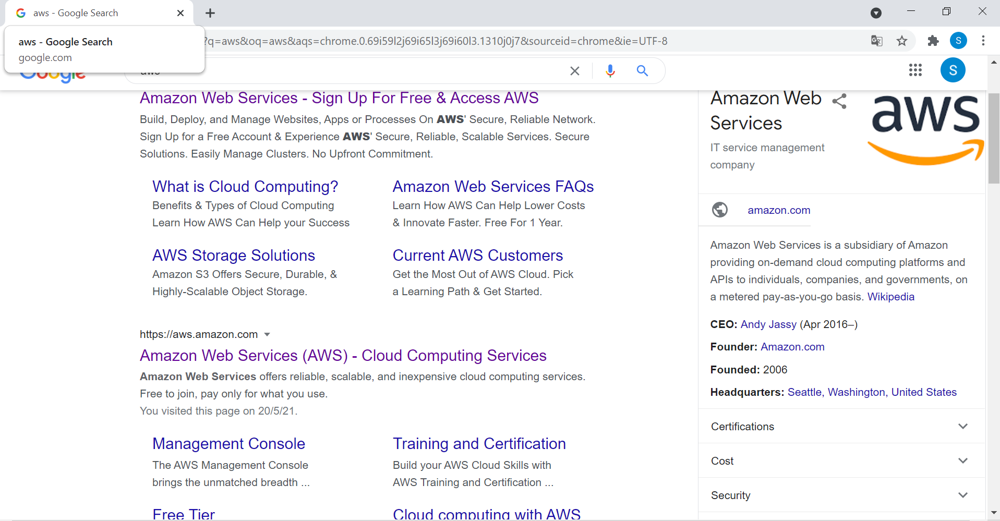 aws - Google Search
aws - Google Search
google.com
?q=aws&oq=aws&aqs=chrome.0.69i59l2j69i65l3j69i60l3.1310j0j7&sourceid=chrome&ie=UTF-8
S
Google
aws
S
Amazon Web Services - Sign Up For Free & Access AWS
Build, Deploy, and Manage Websites, Apps or Processes On AWS' Secure, Reliable Network.
Sign Up for a Free Account & Experience AWS' Secure, Reliable, Scalable Services. Secure
Solutions. Easily Manage Clusters. No Upfront Commitment.
What is Cloud Computing?
Benefits & Types of Cloud Computing
Learn How AWS Can Help your Success
Amazon Web Services FAQs
Learn How AWS Can Help Lower Costs
& Innovate Faster. Free For 1 Year.
AWS Storage Solutions
Amazon S3 Offers Secure, Durable, &
Highly-Scalable Object Storage.
Current AWS Customers
Get the Most Out of AWS Cloud. Pick
a Learning Path & Get Started.
https://aws.amazon.com
Amazon Web Services (AWS) - Cloud Computing Services
Amazon Web Services offers reliable, scalable, and inexpensive cloud computing services.
Free to join, pay only for what you use.
You visited this page on 20/5/21.
Management Console
The AWS Management Console
brings the unmatched breadth ...
Training and Certification
Build your AWS Cloud Skills with
AWS Training and Certification ...
Free Tier
Cloud computing with AWS
Amazon Web
Services
IT service management
company
aws
amazon.com
Amazon Web Services is a subsidiary of Amazon
providing on-demand cloud computing platforms and
APIs to individuals, companies, and governments, on
a metered pay-as-you-go basis. Wikipedia
CEO: Andy Jassy (Apr 2016–)
Founder: Amazon.com
Founded: 2006
Headquarters: Seattle, Washington, United States
Certifications
Cost
Security